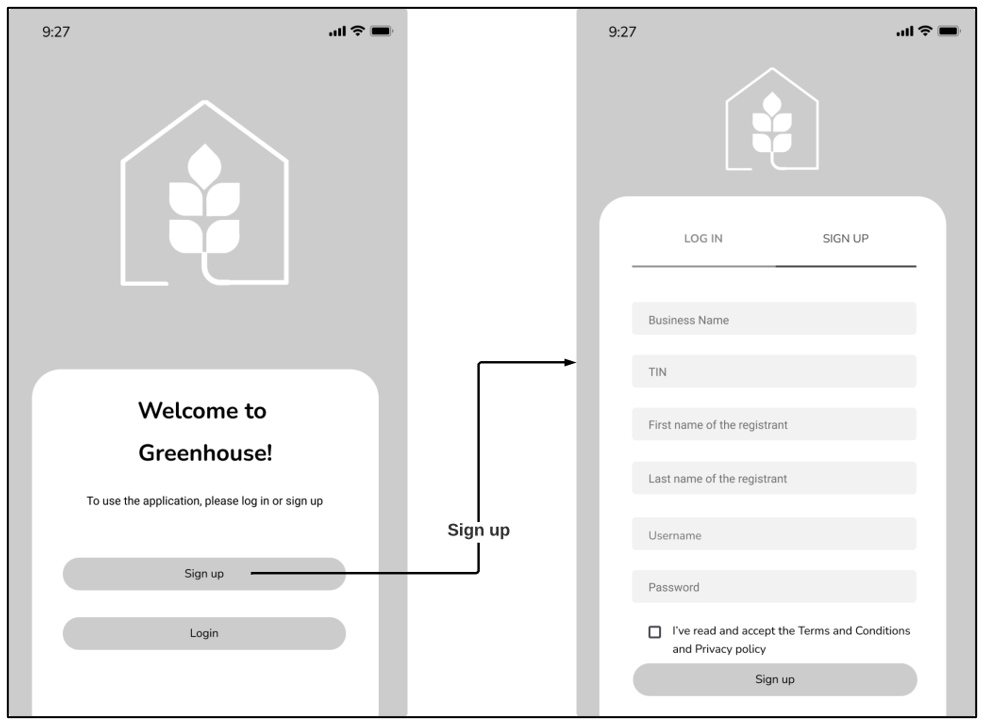 9:27
Welcome to
Greenhouse!
To use the application, please log in or sign up
Sign up
Login
Sign up
9:27
LOG IN
SIGN UP
Business Name
TIN
First name of the registrant
Last name of the registrant
Username
Password
I've read and accept the Terms and Conditions
and Privacy policy
Sign up